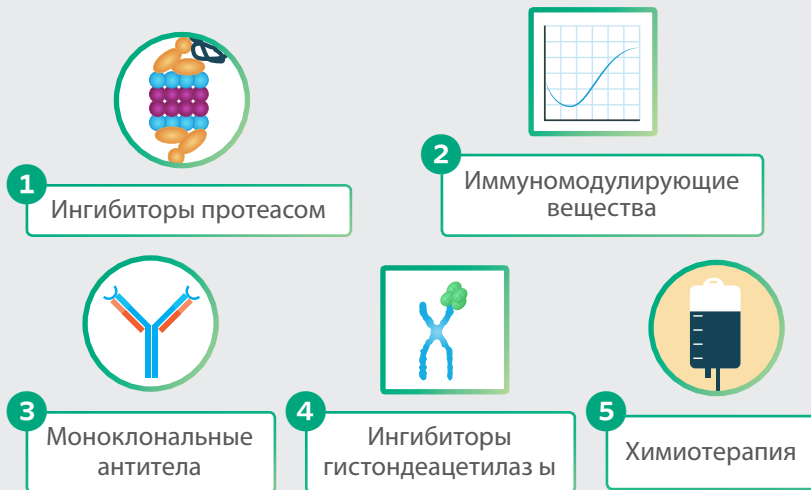 1
Ингибиторы протеасом
2
Иммуномодулирующие
вещества
3
Моноклональные
антитела
4
Ингибиторы
гистондеацетилаз ы
5
Химиотерапия